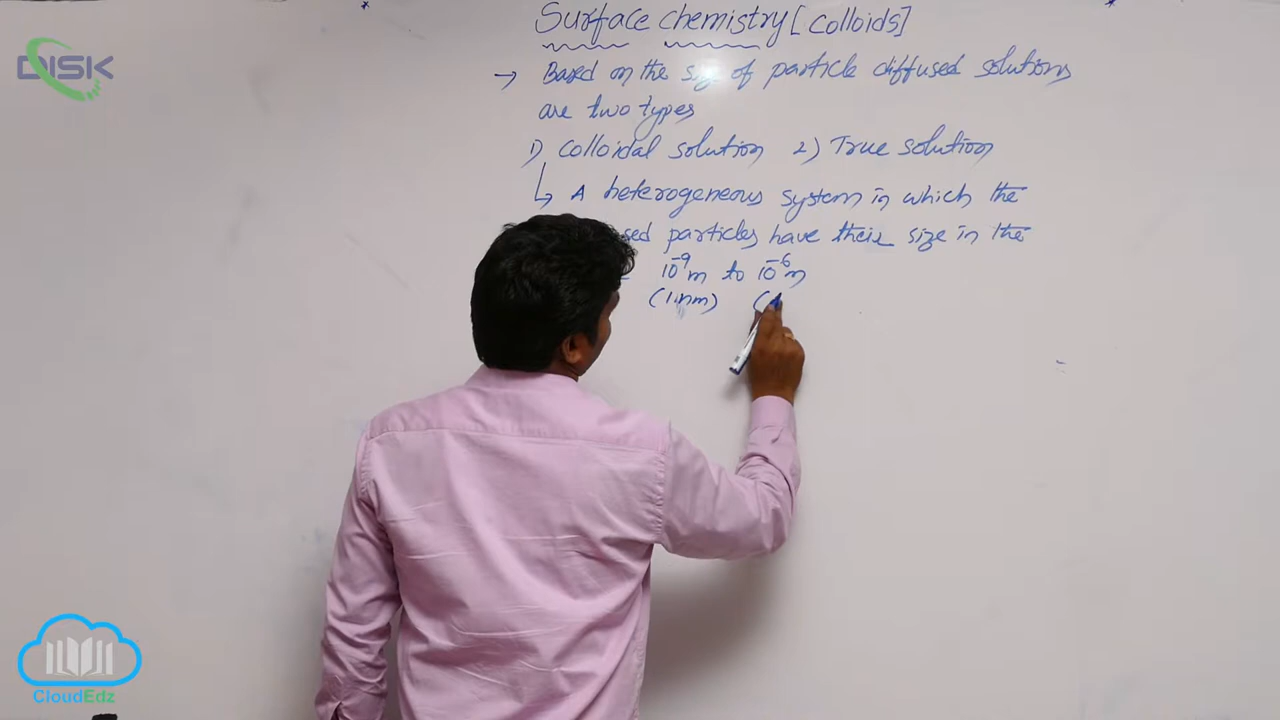 DISK
Surface chemistry [colloids]
→ Based on the size of particle diffused solutions
are two types
1) colloidal solution 2) True solution
↳ A heterogeneous system in which the
sed particles have their size in the
10⁻⁹m to 10⁻⁶m
(1nm) (
CloudEdz